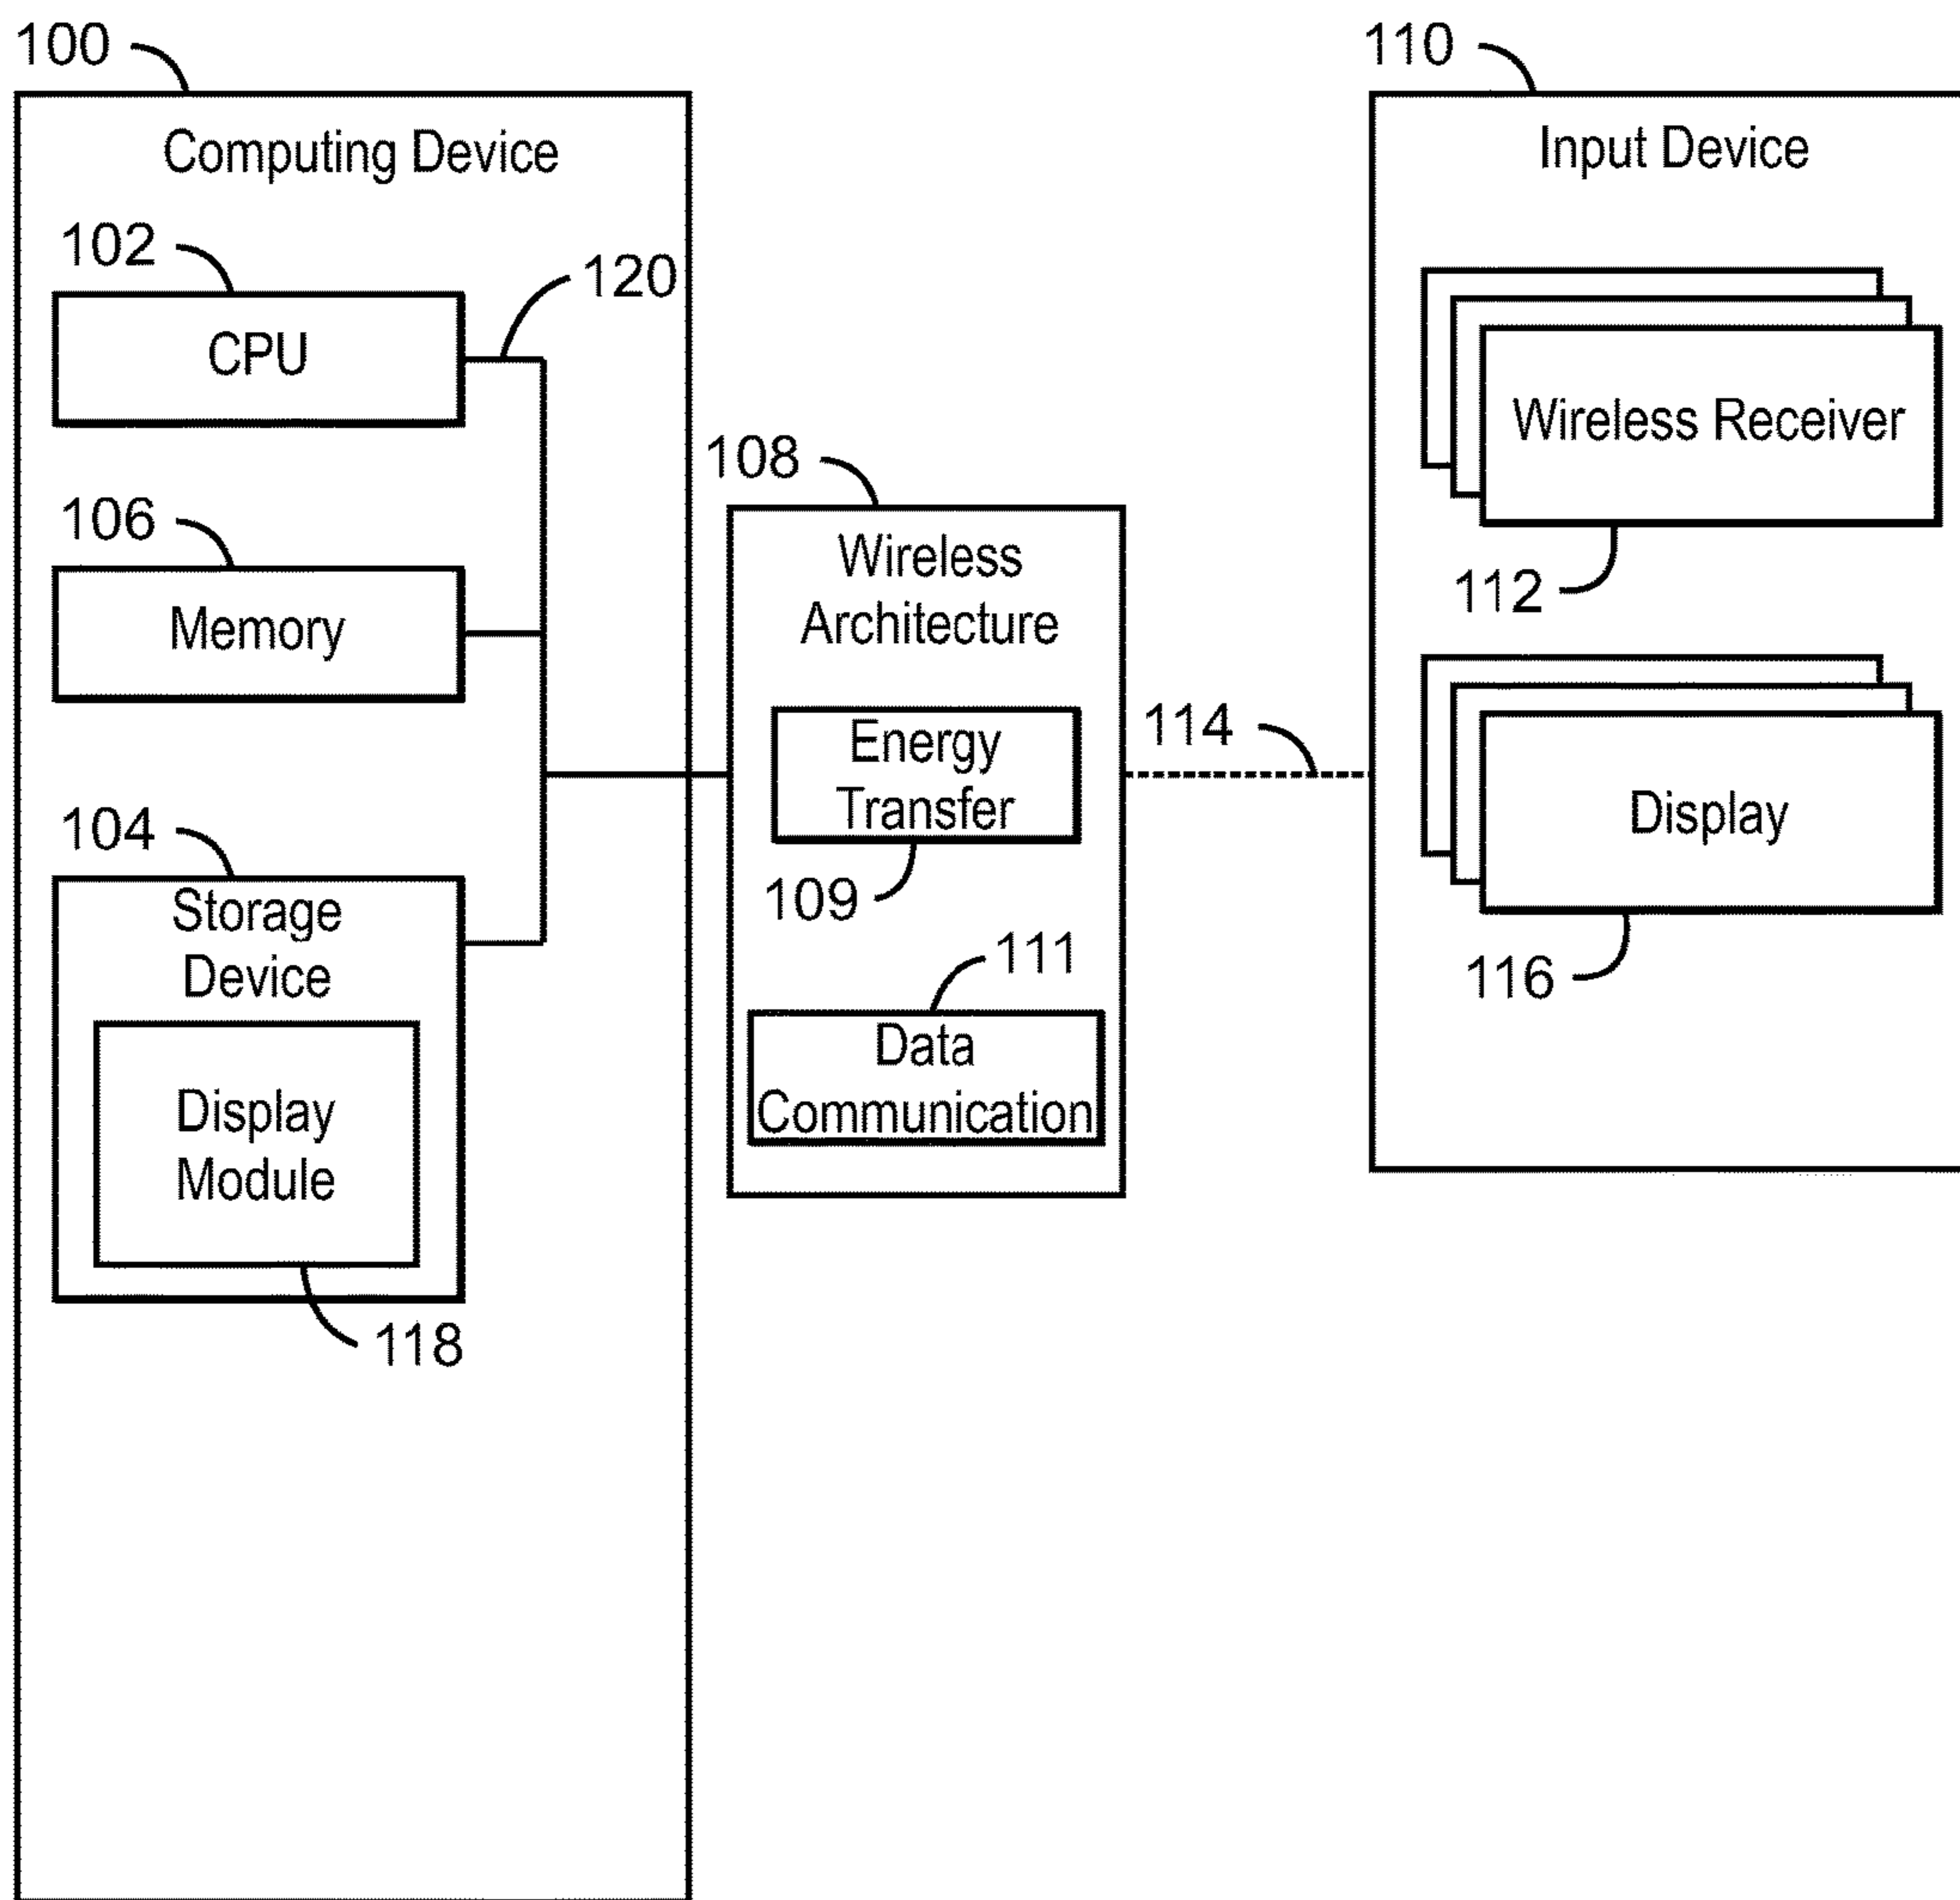 100
Computing Device
102
CPU
120
106
Memory
104
Storage
Device
Display
Module
118
108
Wireless
Architecture
Energy
Transfer
109
111
Data
Communication
114
110
Input Device
Wireless Receiver
112
Display
116